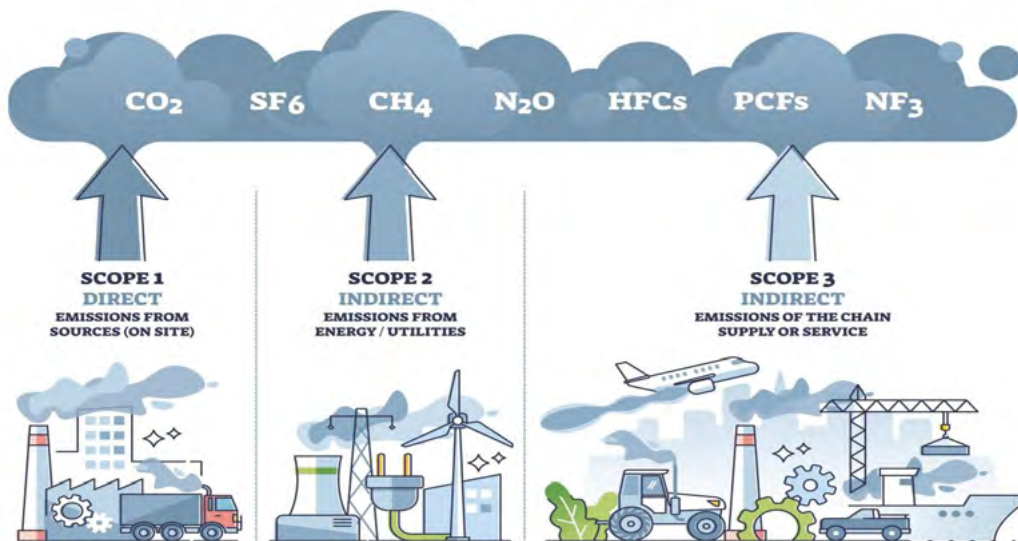 CO₂ SF₆ CH₄ N₂O HFCs PCFs NF₃
SCOPE 1
DIRECT
EMISSIONS FROM
SOURCES (ON SITE)
SCOPE 2
INDIRECT
EMISSIONS FROM
ENERGY / UTILITIES
SCOPE 3
INDIRECT
EMISSIONS OF THE CHAIN
SUPPLY OR SERVICE